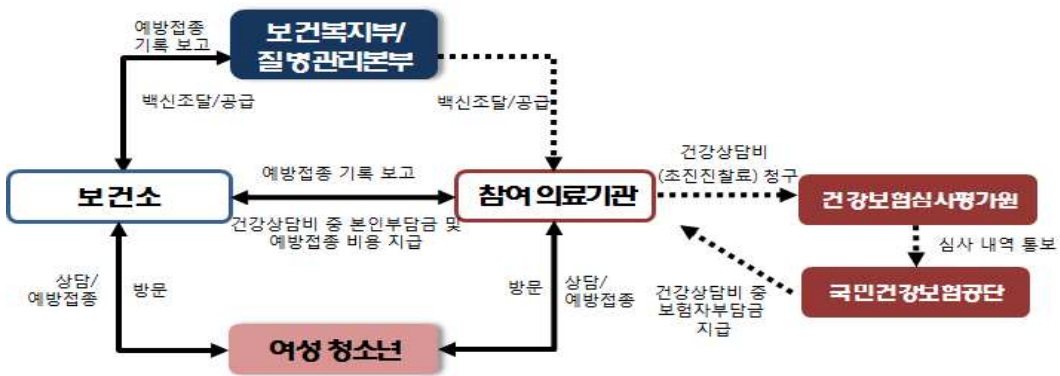 예방접종
기록 보고
보건복지부/
질병관리본부
백신조달/공급
백신조달/공급
보건소
예방접종 기록 보고
건강상담비 중 본인부담금 및
예방접종 비용 지급
참여 의료기관
건강상담비
(초진진찰료) 청구
건강보험심사평가원
심사 내역 통보
국민건강보험공단
건강상담비 중
보험자부담금
지급
상담/
예방접종
방문
방문
상담/
예방접종
여성 청소년